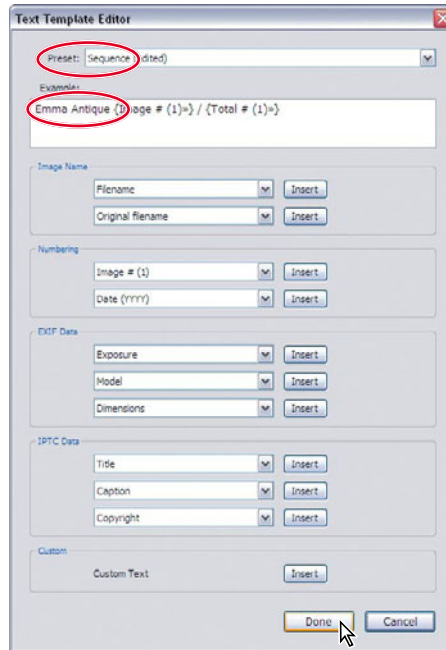 Text Template Editor
Preset: Sequence (edited)
Example:
Emma Antique {Image # (1)»} / {Total # (1)»}
Image Name
Filename Insert
Original filename Insert
Numbering
Image # (1) Insert
Date (YYYY) Insert
EXIF Data
Exposure Insert
Model Insert
Dimensions Insert
IPTC Data
Title Insert
Caption Insert
Copyright Insert
Custom
Custom Text Insert
Done Cancel